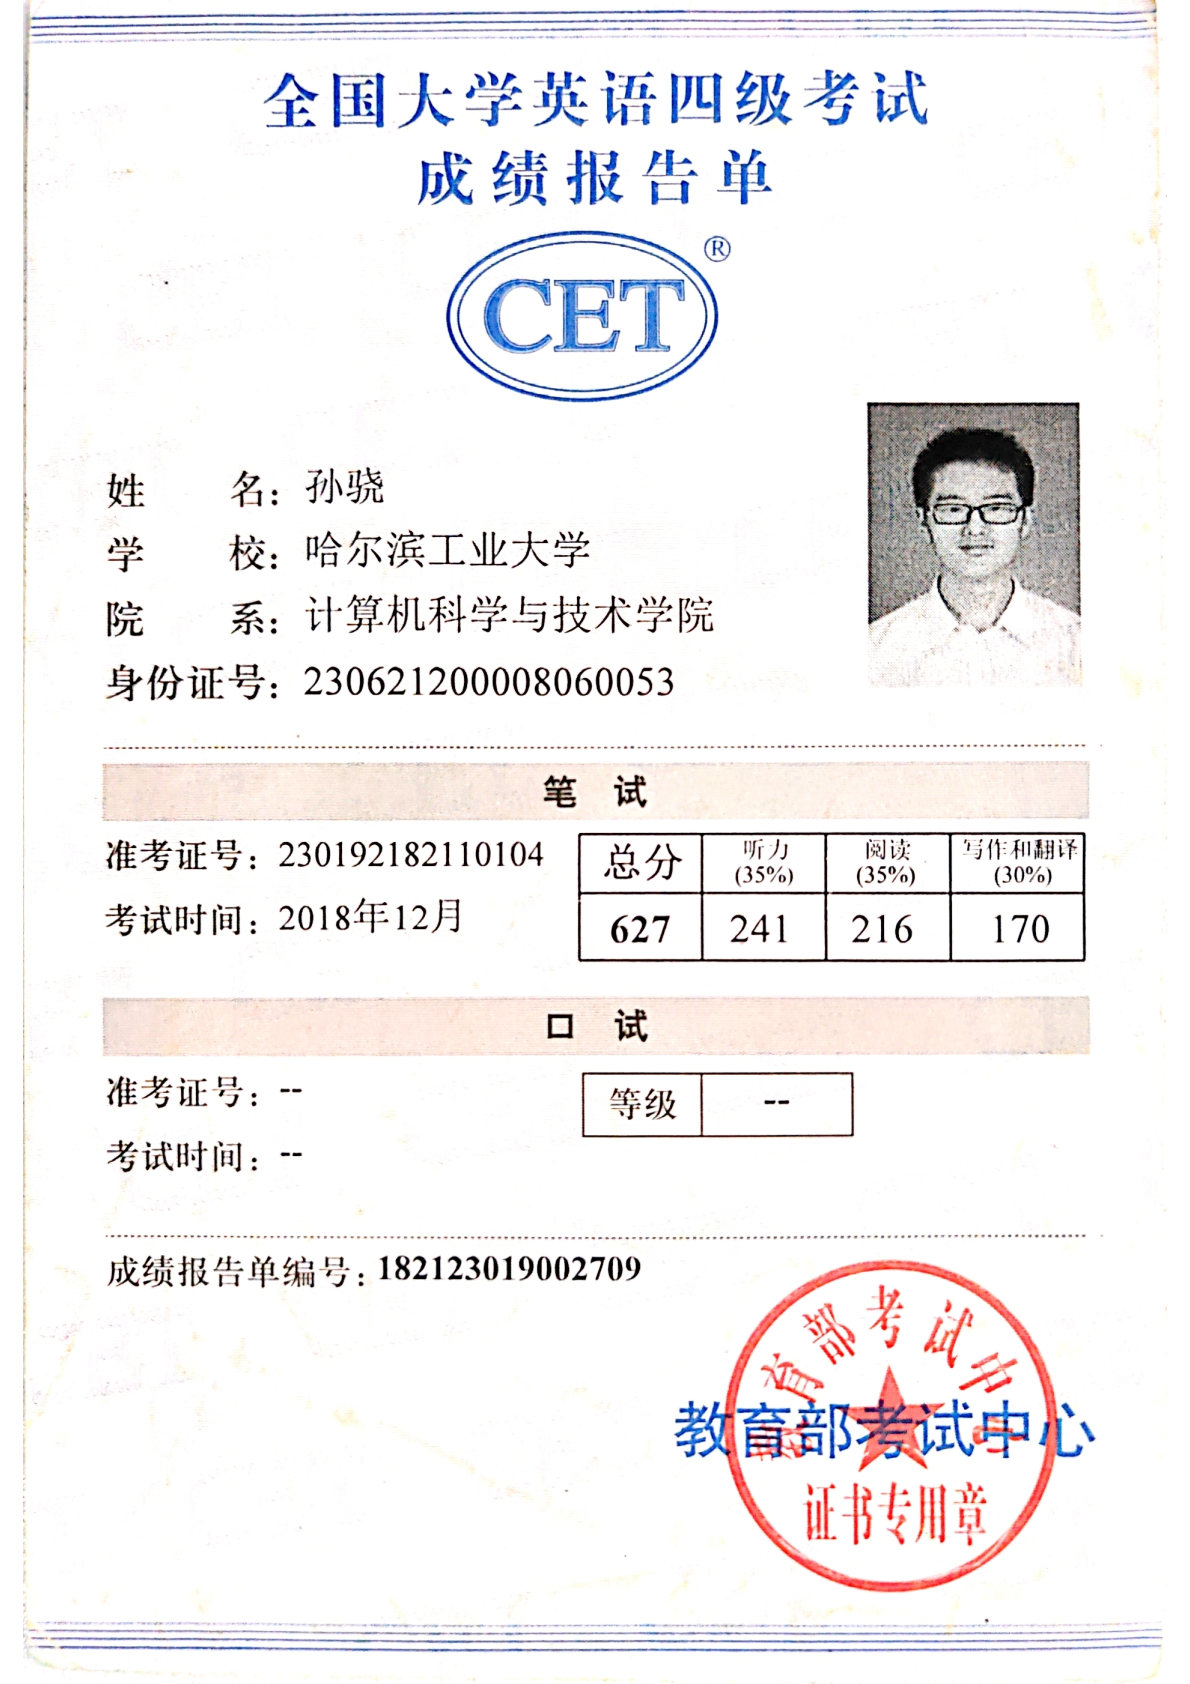 全国大学英语四级考试
成绩报告单
CET®
姓名：孙骁
学校：哈尔滨工业大学
院系：计算机科学与技术学院
身份证号：230621200008060053
笔试
准考证号：230192182110104
考试时间：2018年12月
总分 听力(35%) 阅读(35%) 写作和翻译(30%)
627 241 216 170
口试
准考证号：--
考试时间：--
等级 --
成绩报告单编号：182123019002709
教育部考试中心
教育部考试中心
证书专用章